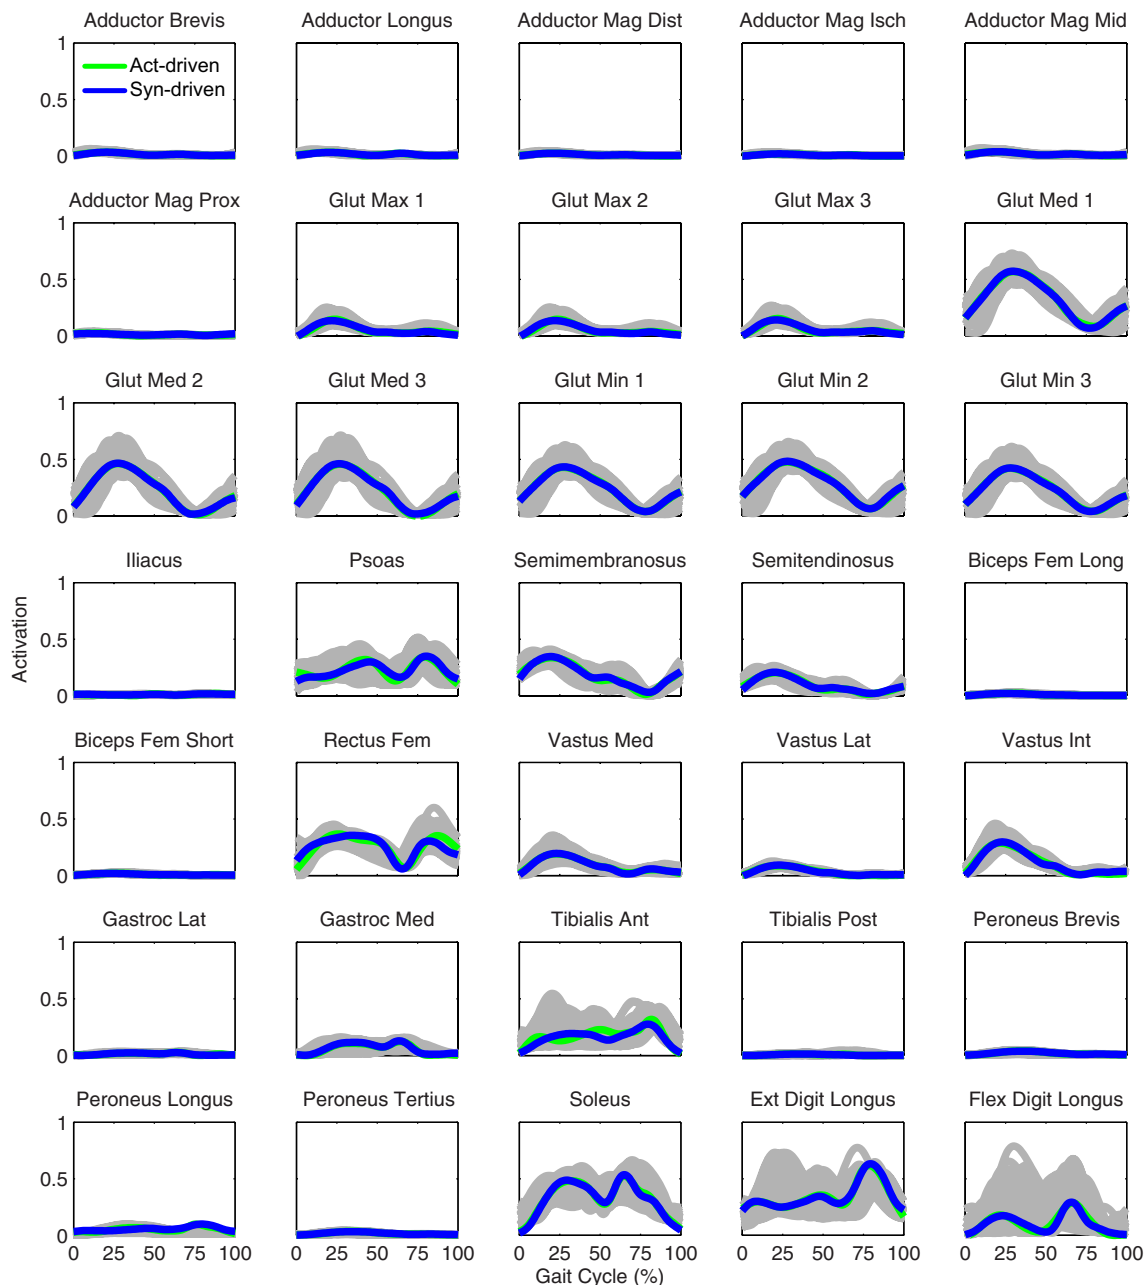 Adductor Brevis Adductor Longus Adductor Mag Dist Adductor Mag Isch Adductor Mag Mid
1
Act-driven
Syn-driven
0.5
0
Adductor Mag Prox Glut Max 1 Glut Max 2 Glut Max 3 Glut Med 1
1
0.5
0
Glut Med 2 Glut Med 3 Glut Min 1 Glut Min 2 Glut Min 3
1
0.5
0
Iliacus Psoas Semimembranosus Semitendinosus Biceps Fem Long
1
0.5
0
Activation
Biceps Fem Short Rectus Fem Vastus Med Vastus Lat Vastus Int
1
0.5
0
Gastroc Lat Gastroc Med Tibialis Ant Tibialis Post Peroneus Brevis
1
0.5
0
Peroneus Longus Peroneus Tertius Soleus Ext Digit Longus Flex Digit Longus
1
0.5
0
0 25 50 75 100 0 25 50 75 100 0 25 50 75 100 0 25 50 75 100 0 25 50 75 100
Gait Cycle (%)